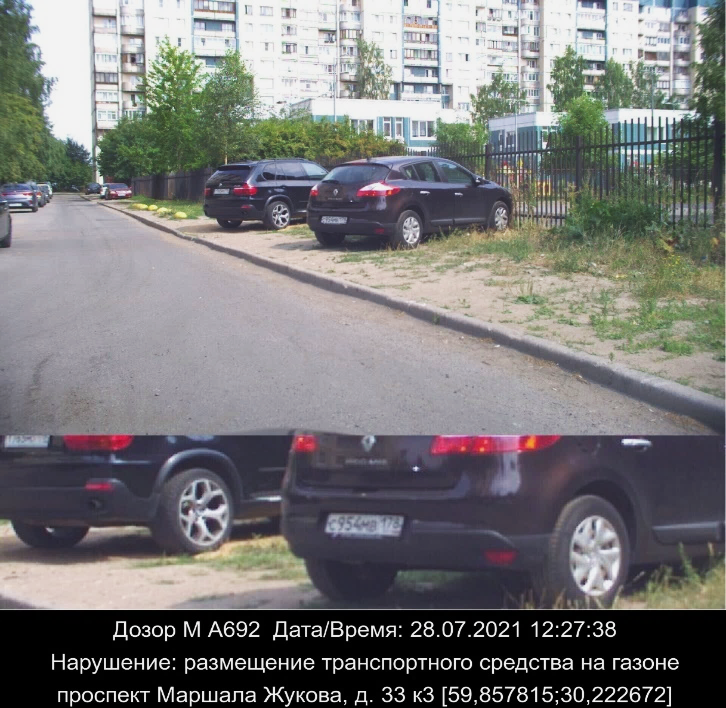 С954МВ 178
Дозор М А692 Дата/Время: 28.07.2021 12:27:38
Нарушение: размещение транспортного средства на газоне
проспект Маршала Жукова, д. 33 к3 [59,857815;30,222672]